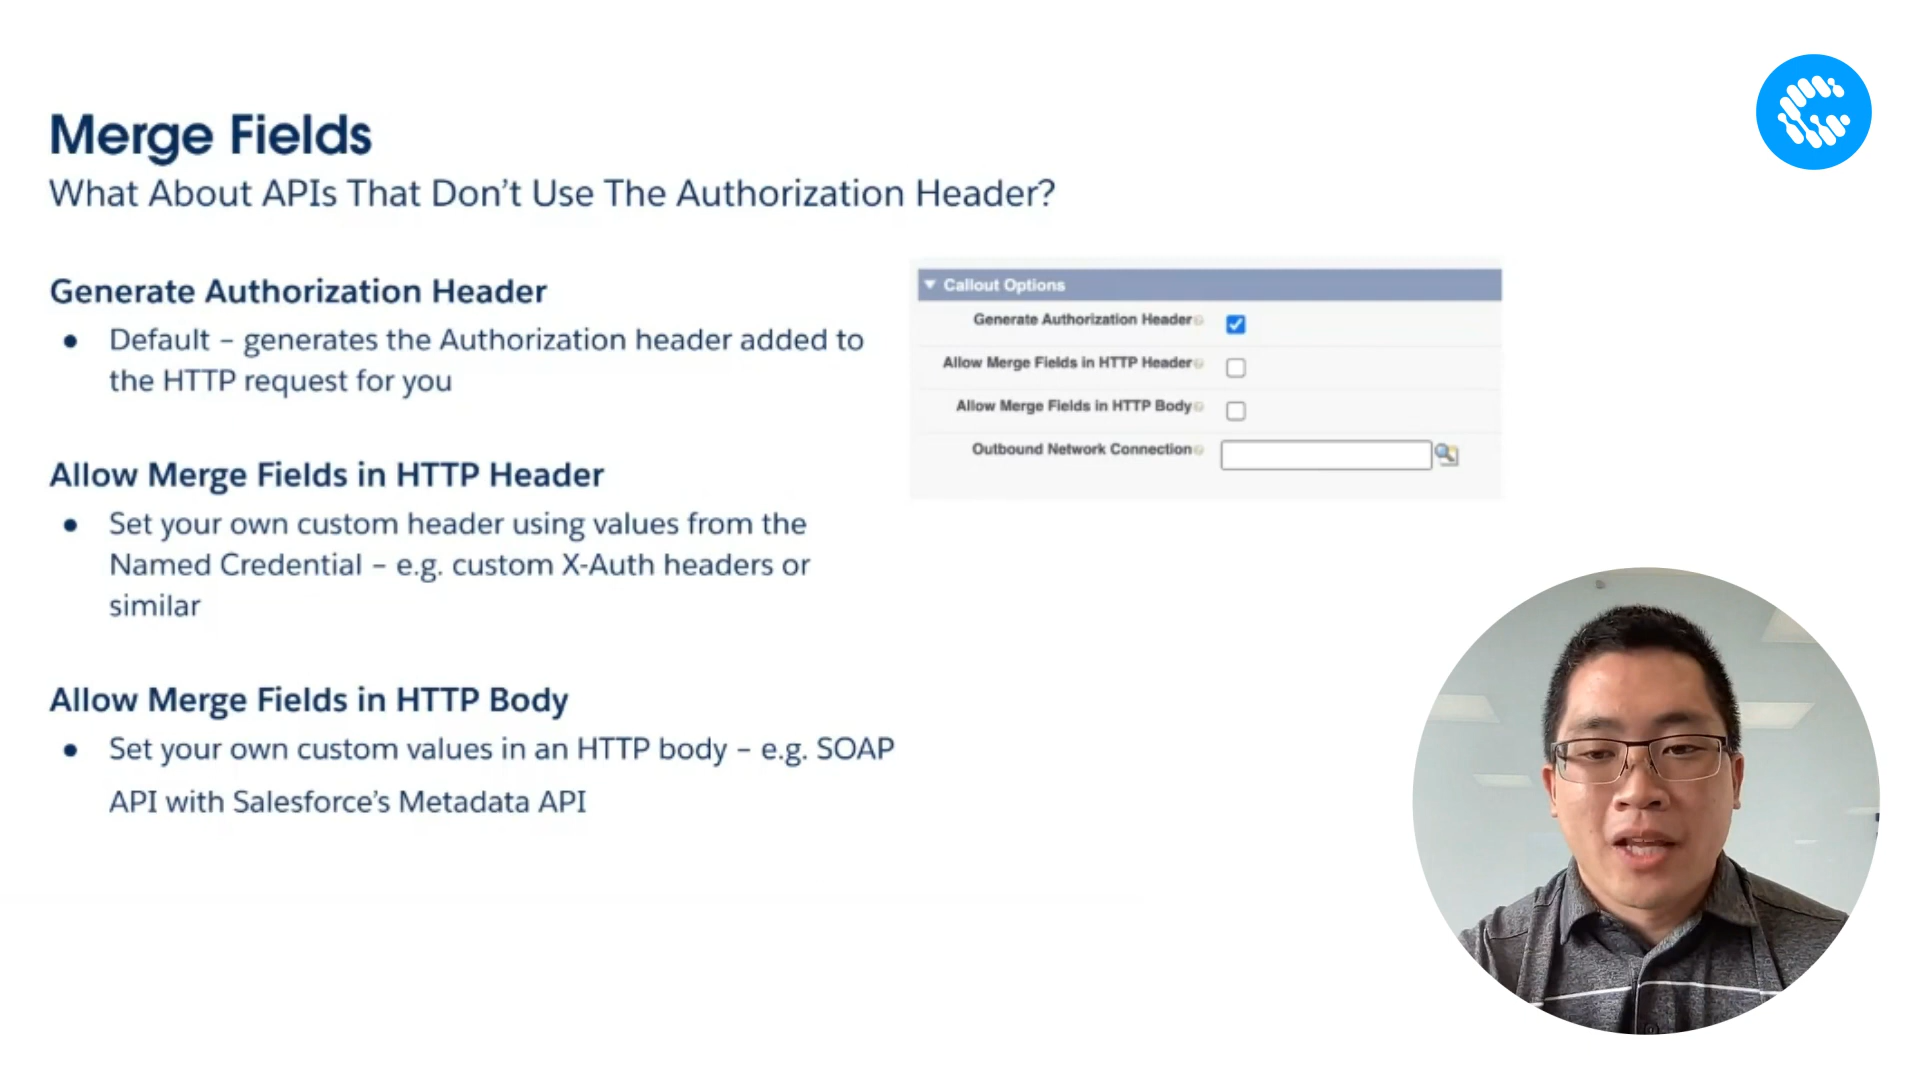 Merge Fields
What About APIs That Don’t Use The Authorization Header?
Generate Authorization Header
● Default – generates the Authorization header added to
the HTTP request for you
Allow Merge Fields in HTTP Header
● Set your own custom header using values from the
Named Credential – e.g. custom X-Auth headers or
similar
Allow Merge Fields in HTTP Body
● Set your own custom values in an HTTP body – e.g. SOAP
API with Salesforce’s Metadata API
Callout Options
Generate Authorization Header
Allow Merge Fields in HTTP Header
Allow Merge Fields in HTTP Body
Outbound Network Connection